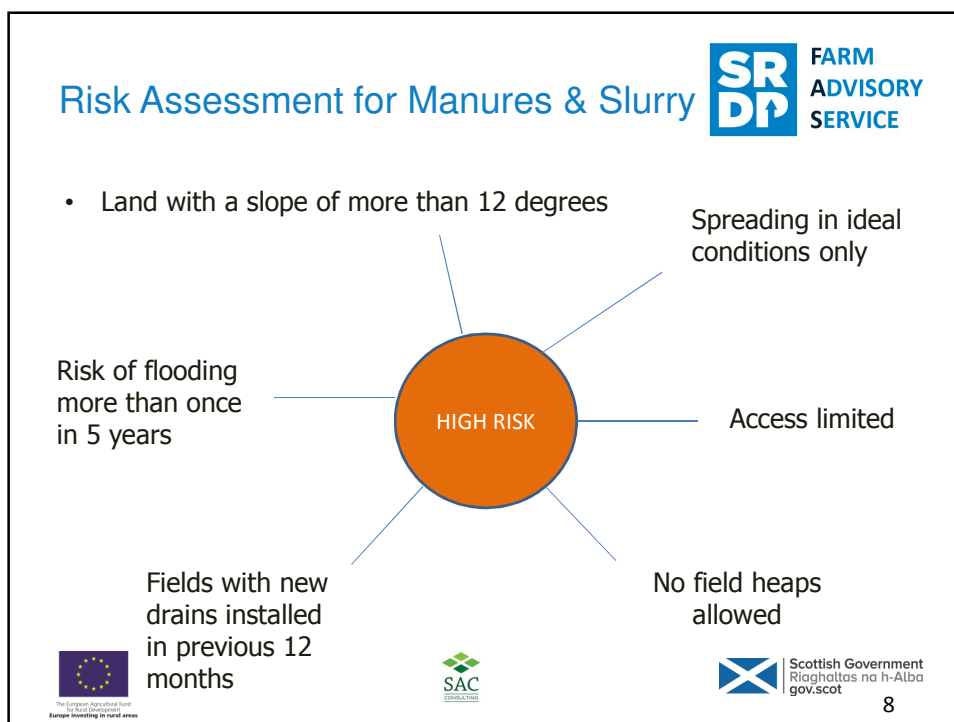 Risk Assessment for Manures & Slurry
SRDP
FARM
ADVISORY
SERVICE
• Land with a slope of more than 12 degrees
Spreading in ideal
conditions only
Risk of flooding
more than once
in 5 years
HIGH RISK
Access limited
Fields with new
drains installed
in previous 12
months
No field heaps
allowed
The European Agricultural Fund
for Rural Development
Europe investing in rural areas
SAC
CONSULTING
Scottish Government
Riaghaltas na h-Alba
gov.scot
8